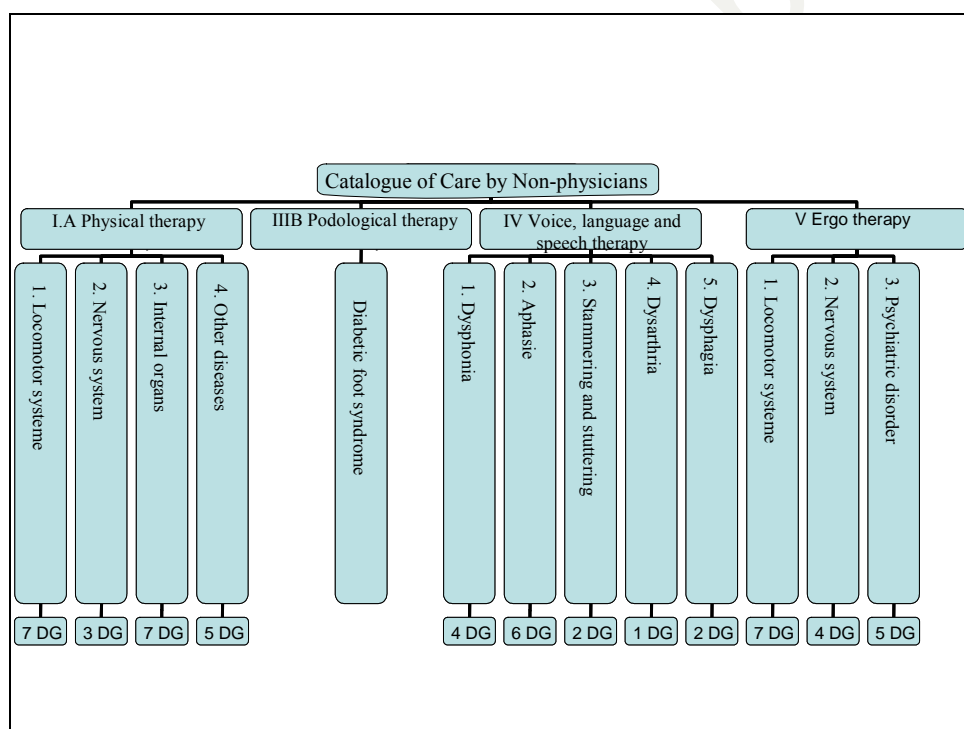 Catalogue of Care by Non-physicians
I.A Physical therapy
IIIB Podological therapy
IV Voice, language and
speech therapy
V Ergo therapy
1. Locomotor systeme
2. Nervous system
3. Internal organs
4. Other diseases
Diabetic foot syndrome
1. Dysphonia
2. Aphasie
3. Stammering and stuttering
4. Dysarthria
5. Dysphagia
1. Locomotor systeme
2. Nervous system
3. Psychiatric disorder
7 DG
3 DG
7 DG
5 DG
4 DG
6 DG
2 DG
1 DG
2 DG
7 DG
4 DG
5 DG